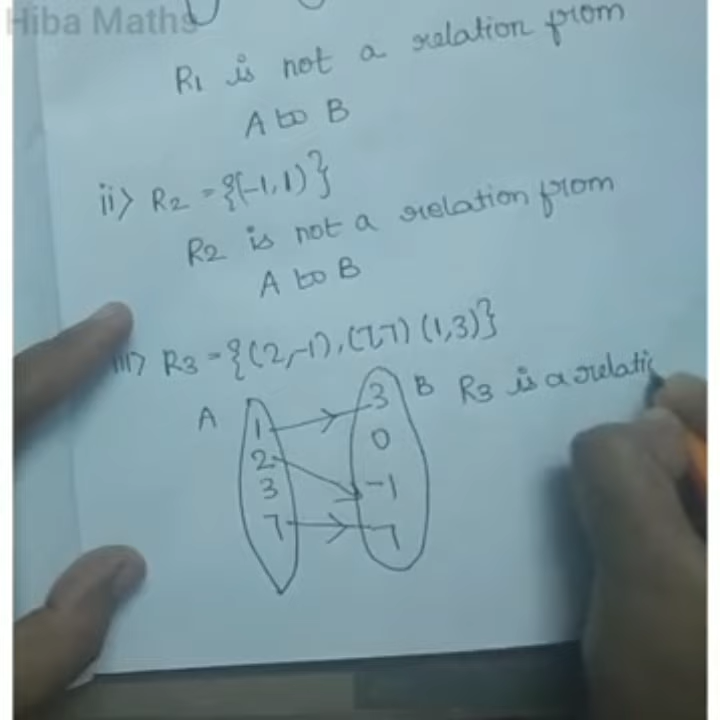 Hiba Maths
R1 is not a relation from
A to B
ii) R2 = {(-1,1)}
R2 is not a relation from
A to B
iii) R3 = {(2,-1), (7,7) (1,3)}
A B R3 is a relati
1 3
2 0
3 -1
7 7